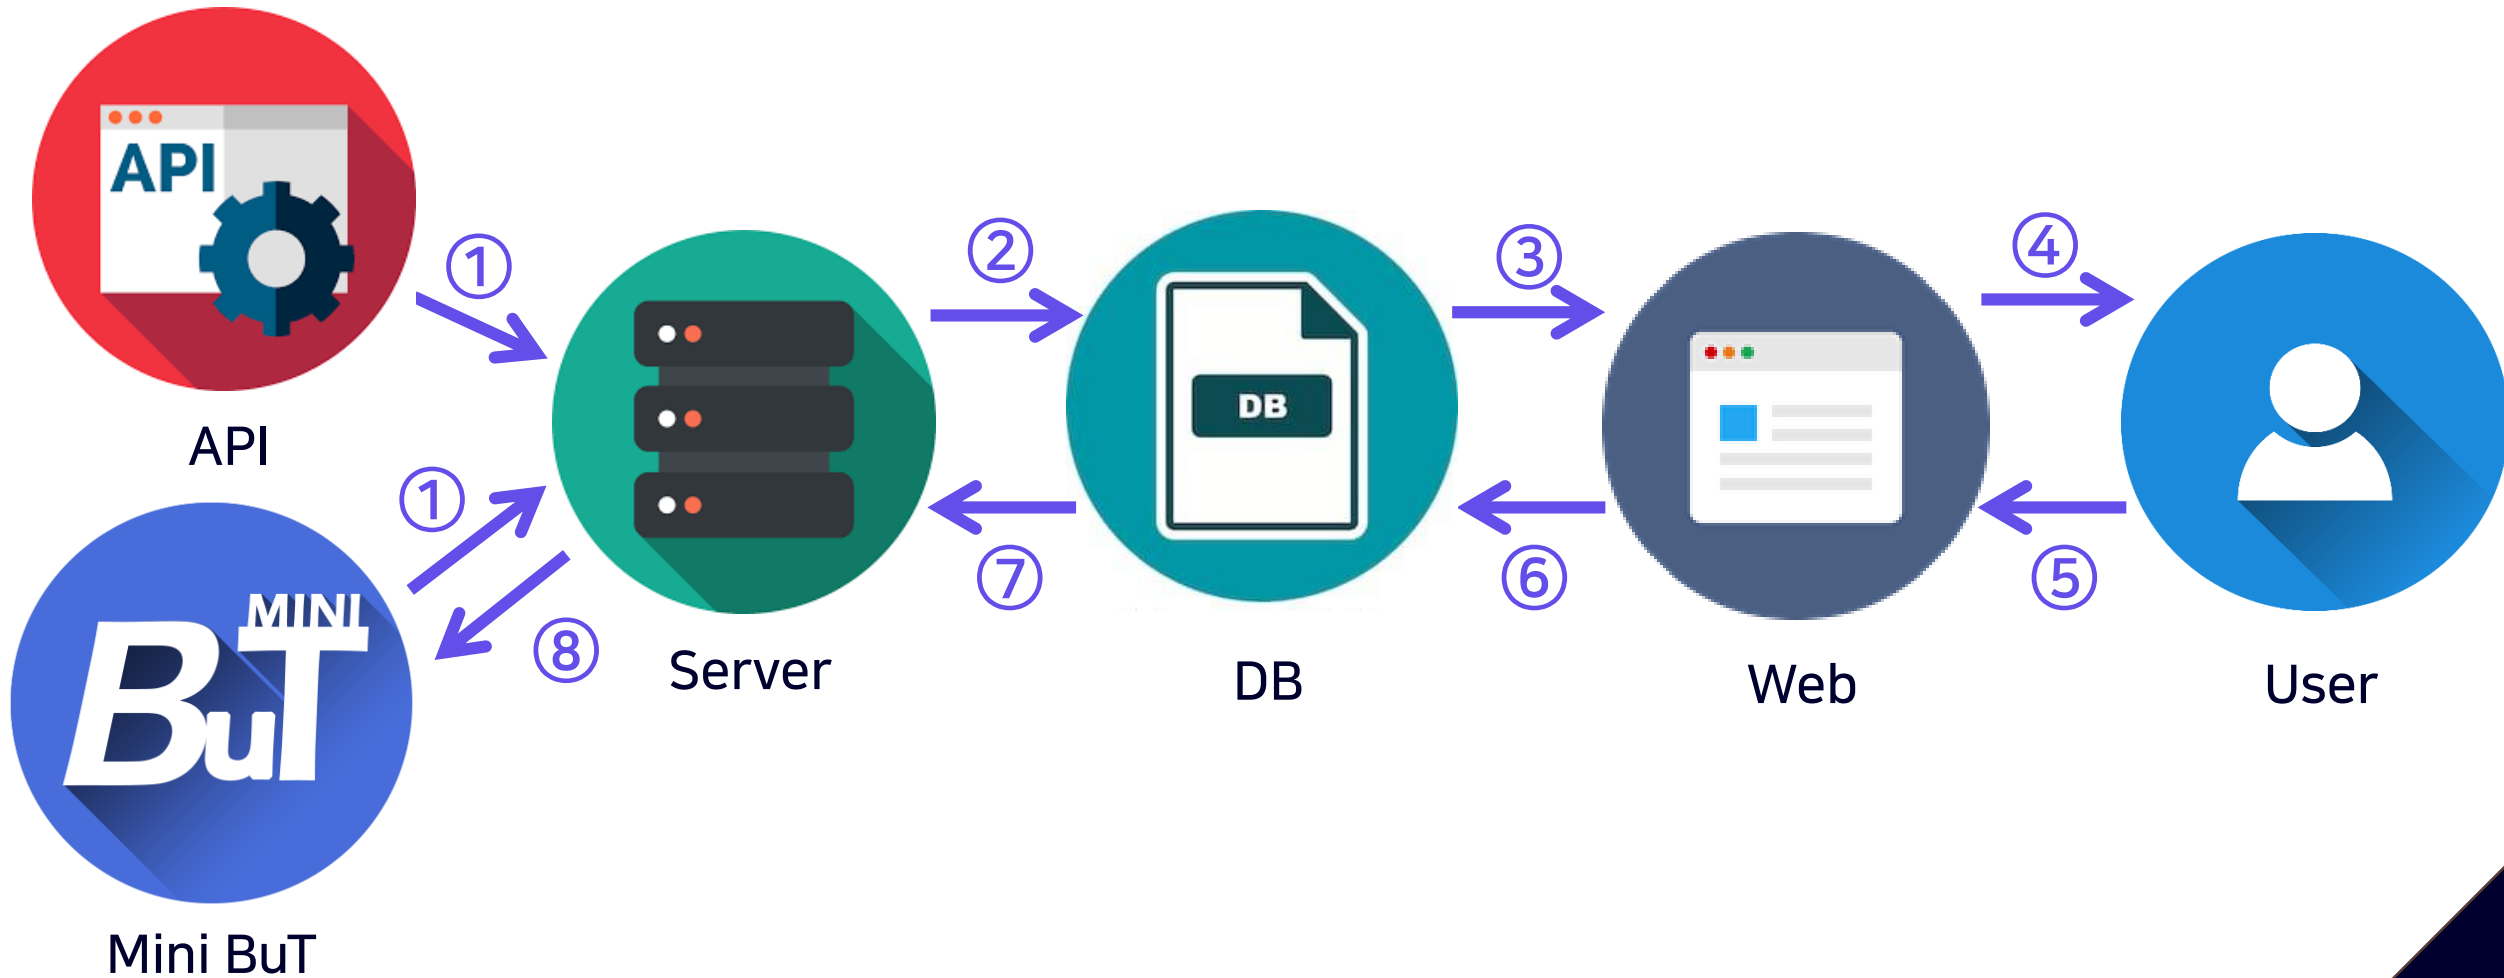 API
①
②
③
④
DB
API
①
⑦
⑥
⑤
MINI
BuT
⑧
Server
DB
Web
User
Mini BuT